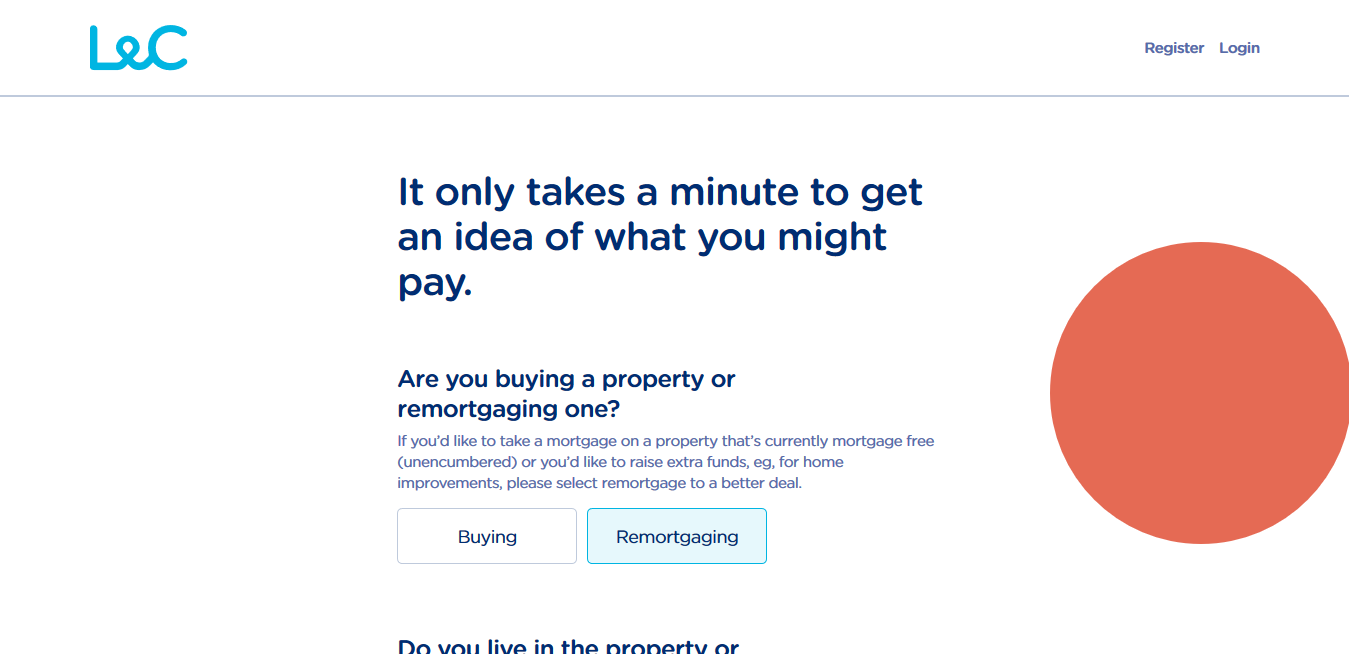 L&C
Register Login
It only takes a minute to get
an idea of what you might
pay.
Are you buying a property or
remortgaging one?
If you’d like to take a mortgage on a property that’s currently mortgage free
(unencumbered) or you’d like to raise extra funds, eg, for home
improvements, please select remortgage to a better deal.
Buying Remortgaging
Do you live in the property or